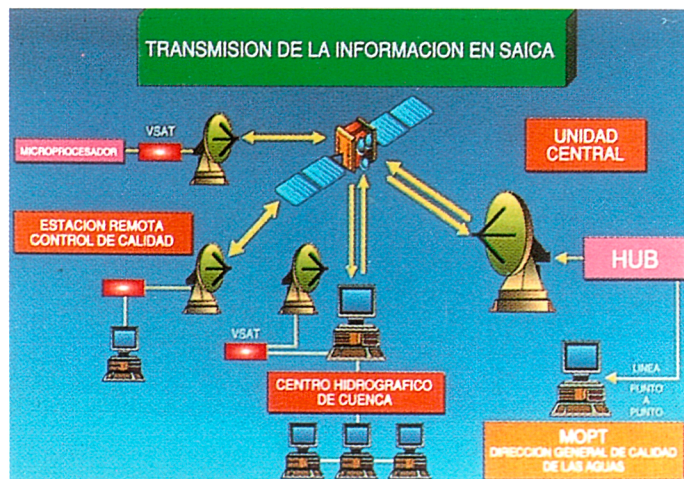 TRANSMISION DE LA INFORMACION EN SAICA
VSAT
MICROPROCESADOR
UNIDAD
CENTRAL
ESTACION REMOTA
CONTROL DE CALIDAD
HUB
VSAT
LINEA
PUNTO
A
PUNTO
CENTRO HIDROGRAFICO
DE CUENCA
MOPT
DIRECCION GENERAL DE CALIDAD
DE LAS AGUAS